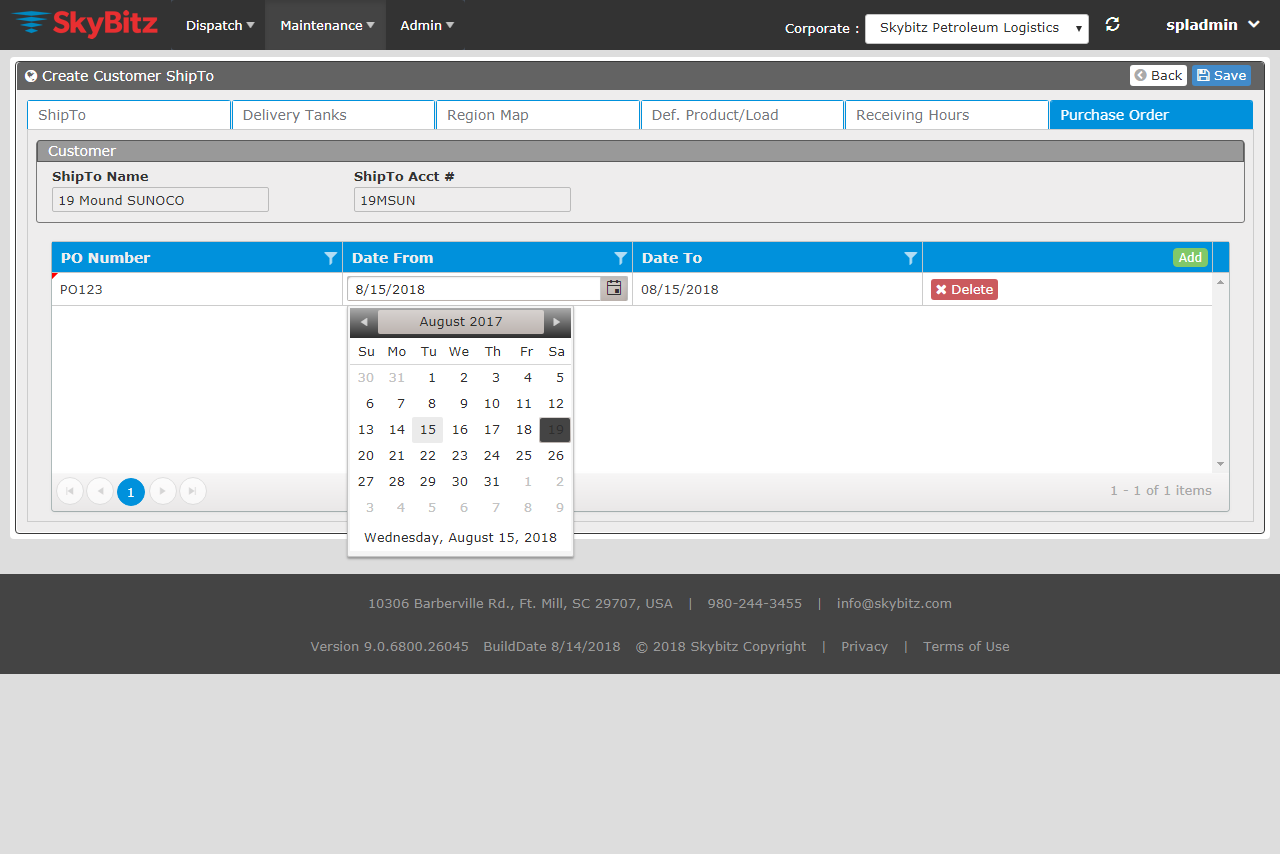 SkyBitz Dispatch Maintenance Admin Corporate : Skybitz Petroleum Logistics spladmin
Create Customer ShipTo Back Save
ShipTo Delivery Tanks Region Map Def. Product/Load Receiving Hours Purchase Order
Customer
ShipTo Name ShipTo Acct #
19 Mound SUNOCO 19MSUN
PO Number Date From Date To Add
PO123 8/15/2018 08/15/2018 Delete
August 2017
Su Mo Tu We Th Fr Sa
30 31 1 2 3 4 5
6 7 8 9 10 11 12
13 14 15 16 17 18 19
20 21 22 23 24 25 26
27 28 29 30 31 1 2
3 4 5 6 7 8 9
Wednesday, August 15, 2018
1 1 - 1 of 1 items
10306 Barberville Rd., Ft. Mill, SC 29707, USA | 980-244-3455 | info@skybitz.com
Version 9.0.6800.26045 BuildDate 8/14/2018 © 2018 Skybitz Copyright | Privacy | Terms of Use